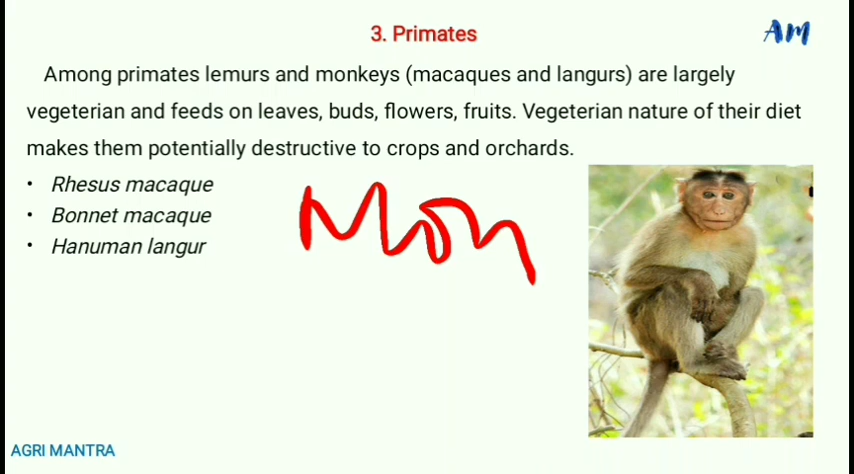 3. Primates
AM
Among primates lemurs and monkeys (macaques and langurs) are largely
vegeterian and feeds on leaves, buds, flowers, fruits. Vegeterian nature of their diet
makes them potentially destructive to crops and orchards.
• Rhesus macaque
• Bonnet macaque
• Hanuman langur
Mon
AGRI MANTRA